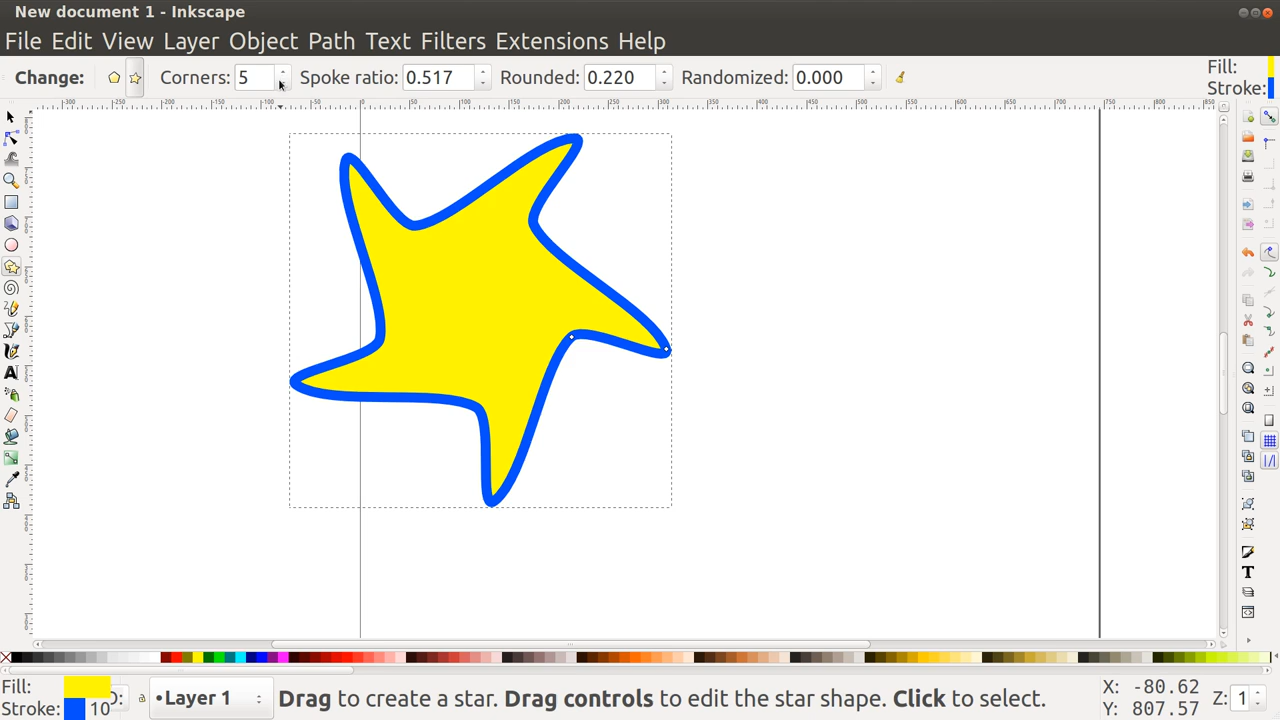 New document 1 - Inkscape
File Edit View Layer Object Path Text Filters Extensions Help
Change: Corners: 5 Spoke ratio: 0.517 Rounded: 0.220 Randomized: 0.000
Fill:
Stroke:
Fill:
Stroke: 10
•Layer 1
Drag to create a star. Drag controls to edit the star shape. Click to select.
X: -80.62
Y: 807.57
Z: 1